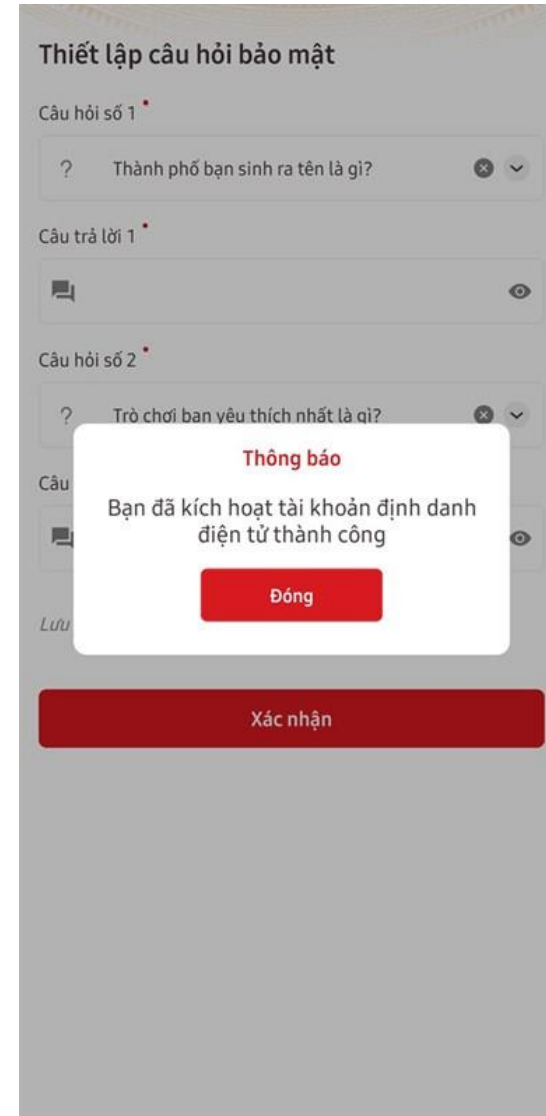 Thiết lập câu hỏi bảo mật
Câu hỏi số 1 *
? Thành phố bạn sinh ra tên là gì?
Câu trả lời 1 *
Câu hỏi số 2 *
? Trò chơi bạn yêu thích nhất là gì?
Câu
Thông báo
Bạn đã kích hoạt tài khoản định danh
điện tử thành công
Đóng
Lưu
Xác nhận